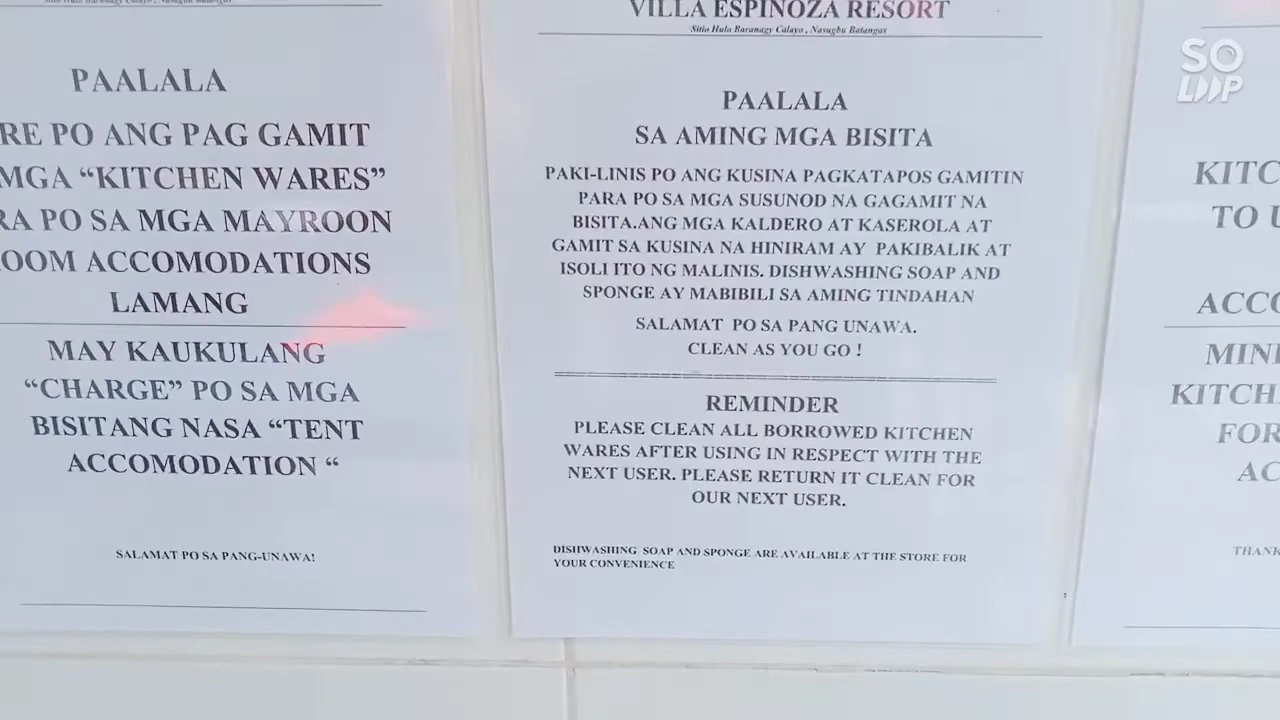 PAALALA
RE PO ANG PAG GAMIT
MGA “KITCHEN WARES”
RA PO SA MGA MAYROON
OOM ACCOMODATIONS
LAMANG
MAY KAUKULANG
“CHARGE” PO SA MGA
BISITANG NASA “TENT
ACCOMODATION “
SALAMAT PO SA PANG-UNAWA!
VILLA ESPINOZA RESORT
Sitio Hulo Baranagy Calayo , Nasugbu Batangas
PAALALA
SA AMING MGA BISITA
PAKI-LINIS PO ANG KUSINA PAGKATAPOS GAMITIN
PARA PO SA MGA SUSUNOD NA GAGAMIT NA
BISITA.ANG MGA KALDERO AT KASEROLA AT
GAMIT SA KUSINA NA HINIRAM AY PAKIBALIK AT
ISOLI ITO NG MALINIS. DISHWASHING SOAP AND
SPONGE AY MABIBILI SA AMING TINDAHAN
SALAMAT PO SA PANG UNAWA.
CLEAN AS YOU GO !
REMINDER
PLEASE CLEAN ALL BORROWED KITCHEN
WARES AFTER USING IN RESPECT WITH THE
NEXT USER. PLEASE RETURN IT CLEAN FOR
OUR NEXT USER.
DISHWASHING SOAP AND SPONGE ARE AVAILABLE AT THE STORE FOR
YOUR CONVENIENCE
SO
LOOP
KITC
TO U
ACCO
MINI
KITCH
FOR
AC
THANK